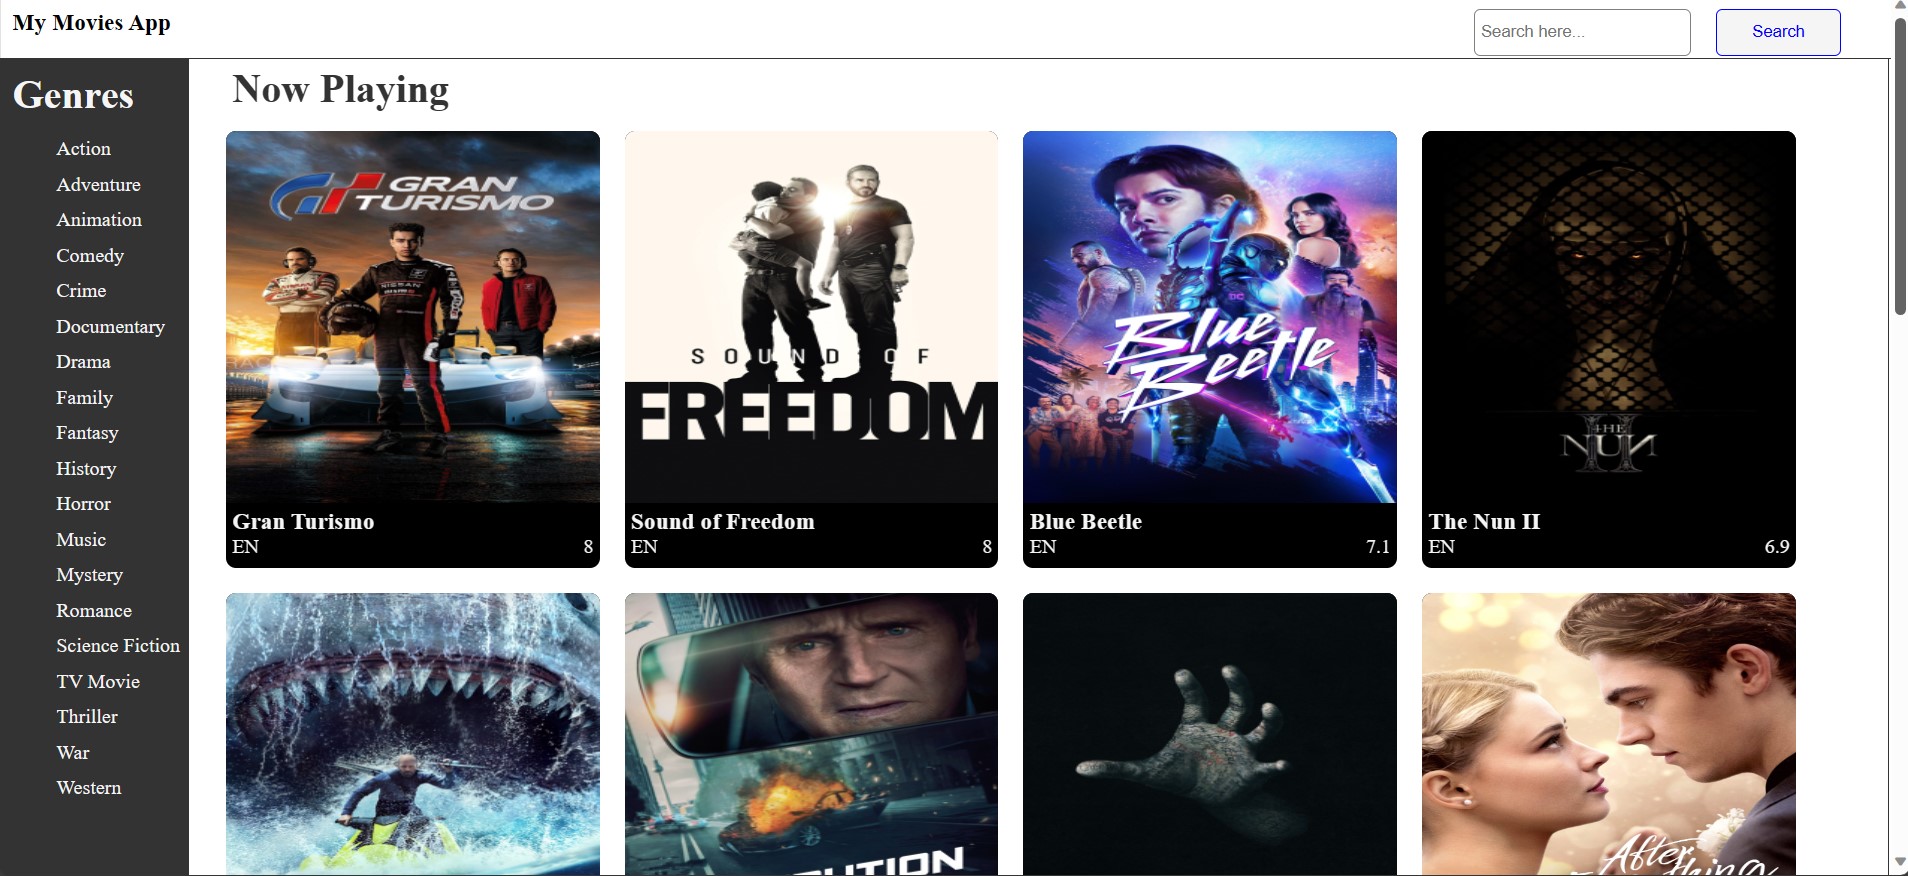 My Movies App
Search here...
Search
Genres
Action
Adventure
Animation
Comedy
Crime
Documentary
Drama
Family
Fantasy
History
Horror
Music
Mystery
Romance
Science Fiction
TV Movie
Thriller
War
Western
Now Playing
GRAN
TURISMO
NISSAN
Gran Turismo
EN
8
SOUND OF
FREEDOM
Sound of Freedom
EN
8
DC
Blue
Beetle
Blue Beetle
EN
7.1
THE
NUN
II
The Nun II
EN
6.9
After